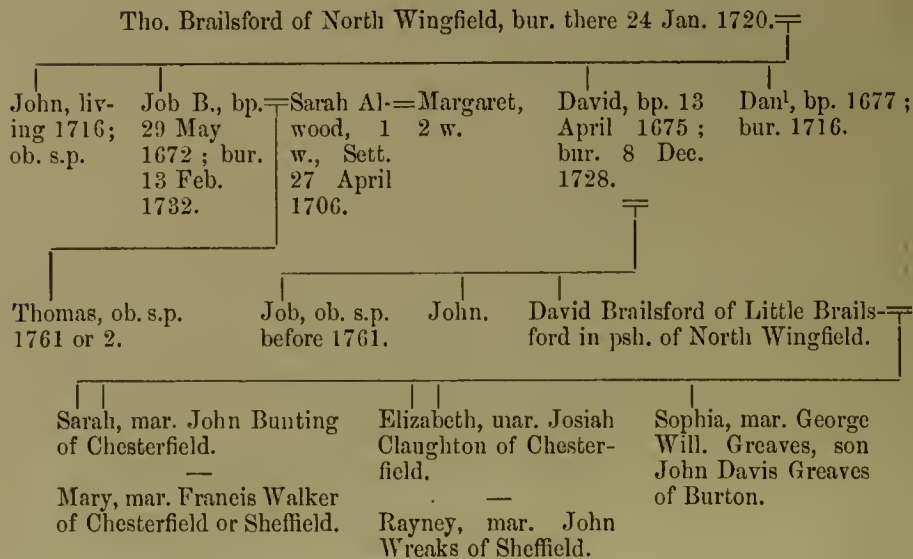 Tho. Brailsford of North Wingfield, bur. there 24 Jan. 1720.
John, liv-
ing 1716;
ob. s.p.
Job B., bp.
29 May
1672; bur.
13 Feb.
1732.
Sarah Al-
wood, 1
w., Sett.
27 April
1706.
Margaret,
2 w.
David, bp. 13
April 1675;
bur. 8 Dec.
1728.
Danl, bp. 1677;
bur. 1716.
Thomas, ob. s.p.
1761 or 2.
Job, ob. s.p.
before 1761.
John.
David Brailsford of Little Brails-
ford in psh. of North Wingfield.
Sarah, mar. John Bunting
of Chesterfield.
—
Mary, mar. Francis Walker
of Chesterfield or Sheffield.
Elizabeth, mar. Josiah
Claughton of Chester-
field.
—
Rayney, mar. John
Wreaks of Sheffield.
Sophia, mar. George
Will. Greaves, son
John Davis Greaves
of Burton.